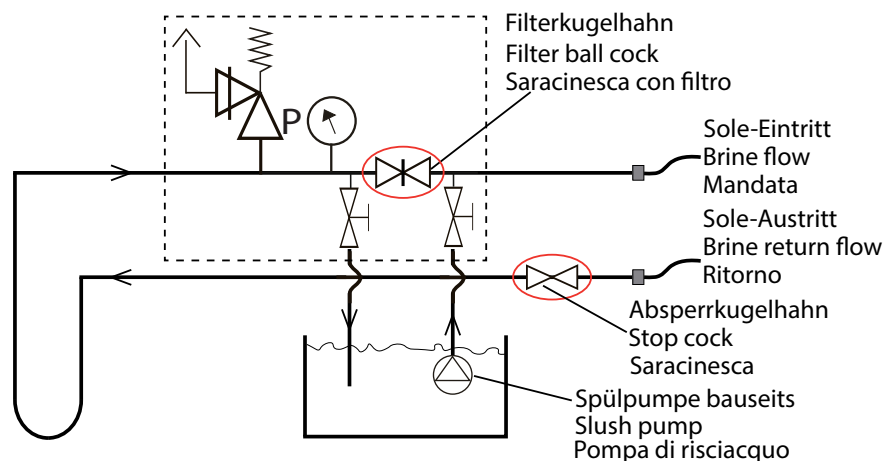 Filterkugelhahn
Filter ball cock
Saracinesca con filtro
P
Sole-Eintritt
Brine flow
Mandata
Sole-Austritt
Brine return flow
Ritorno
Absperrkugelhahn
Stop cock
Saracinesca
Spülpumpe bauseits
Slush pump
Pompa di risciacquo